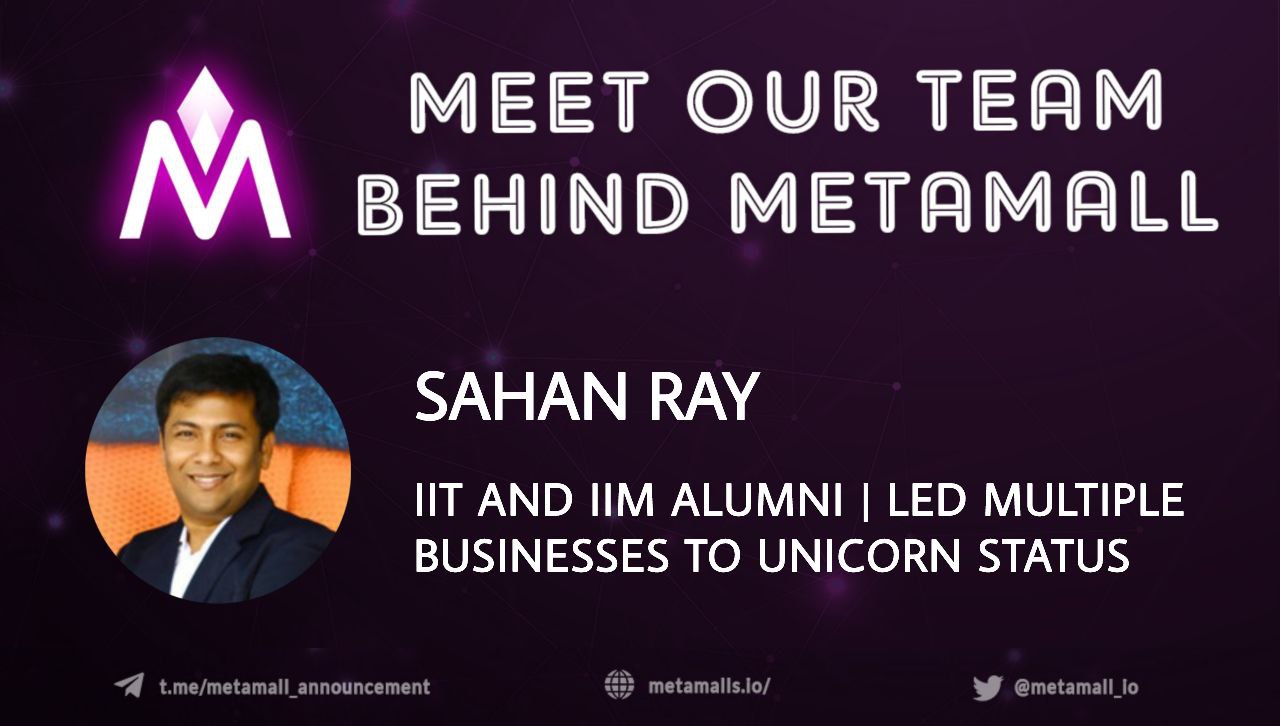 MEET OUR TEAM
BEHIND METAMALL
SAHAN RAY
IIT AND IIM ALUMNI | LED MULTIPLE
BUSINESSES TO UNICORN STATUS
t.me/metamall_announcement
metamalls.io/
@metamall_io